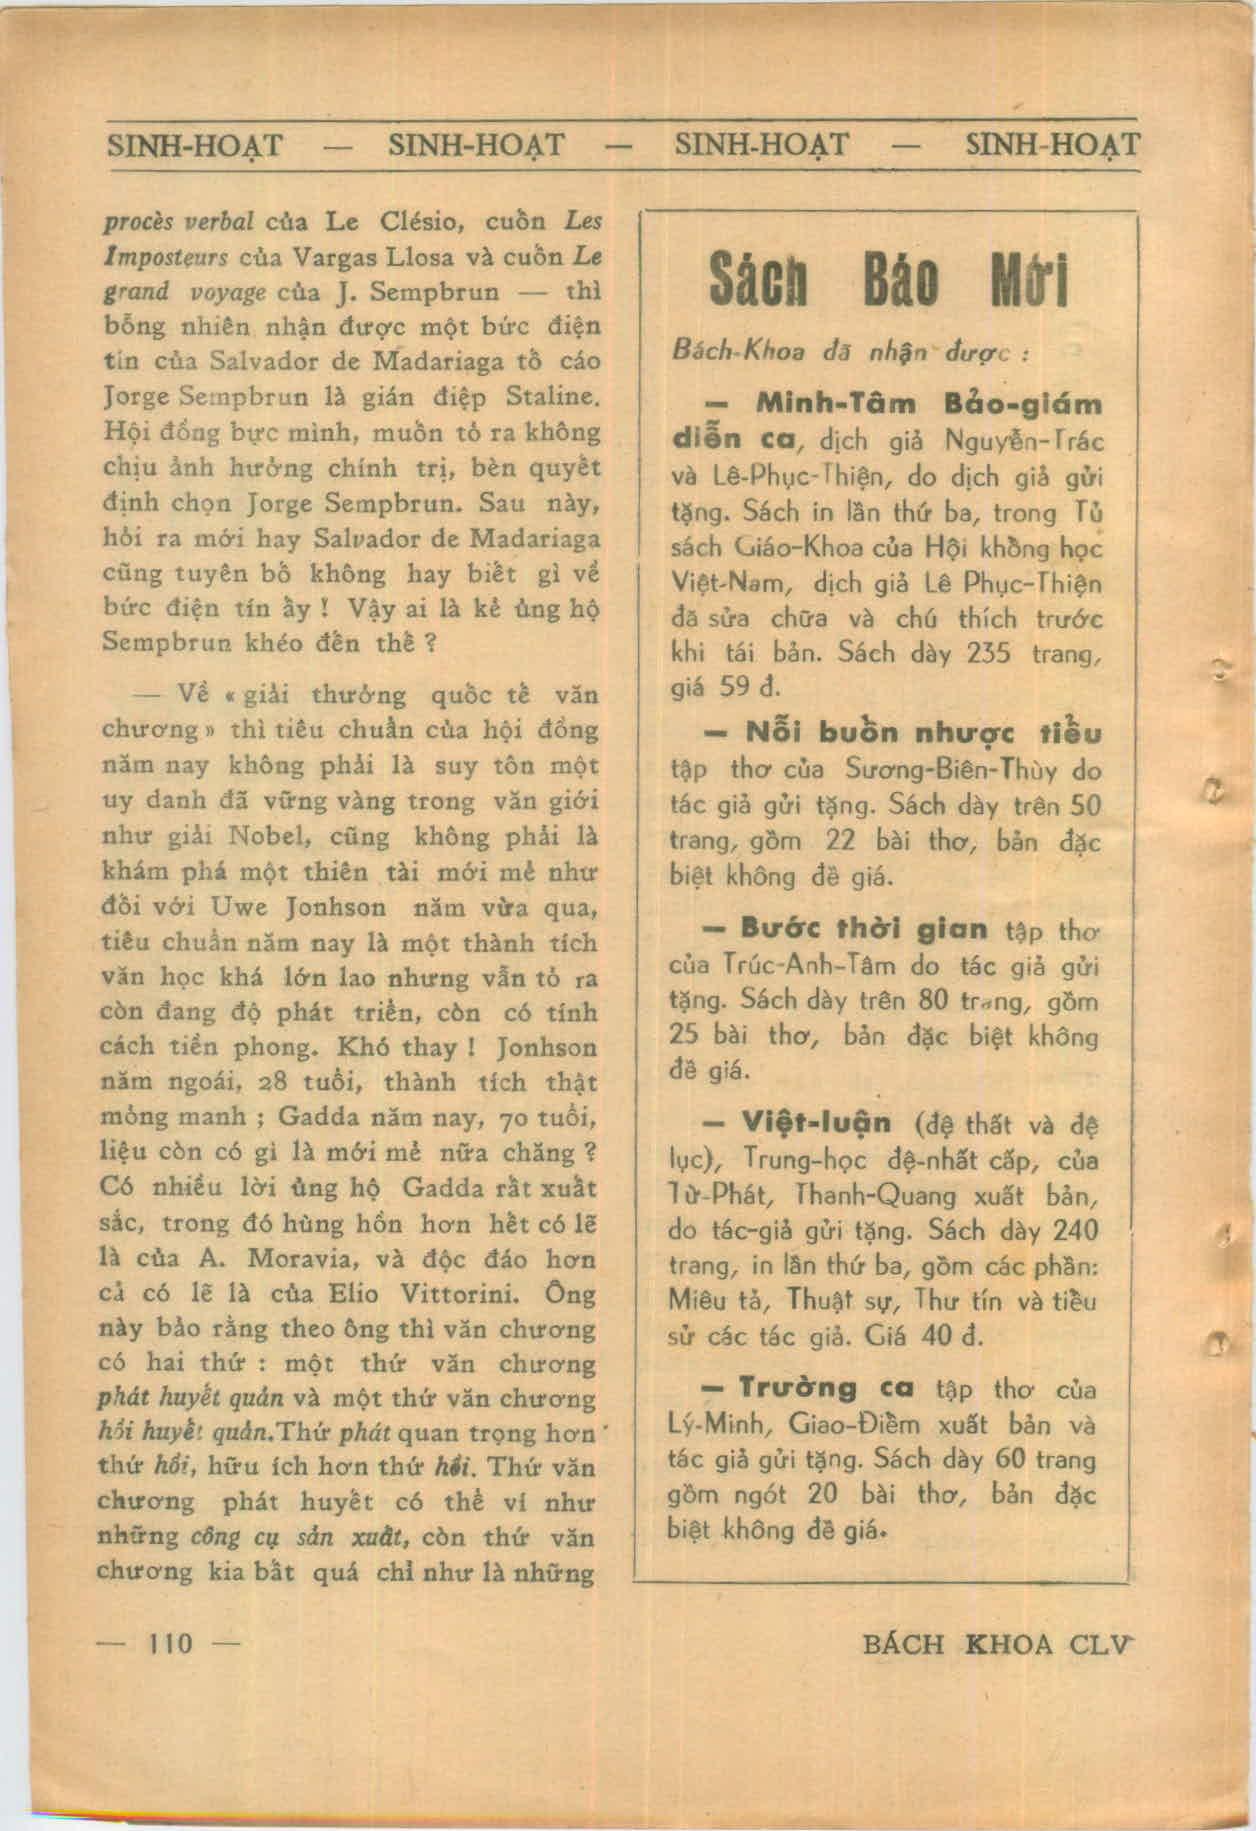 SINH-HOẠT — SINH-HOẠT — SINH-HOẠT — SINH-HOẠT
procès verbal của Le Clésio, cuốn Les
Imposteurs của Vargas Llosa và cuốn Le
grand voyage của J. Sempbrun — thì
bỗng nhiên nhận được một bức điện
tín của Salvador de Madariaga tố cáo
Jorge Sempbrun là gián điệp Staline.
Hội đồng bực mình, muốn tỏ ra không
chịu ảnh hưởng chính trị, bèn quyết
định chọn Jorge Sempbrun. Sau này,
hỏi ra mới hay Salvador de Madariaga
cũng tuyên bố không hay biết gì về
bức điện tín ấy ! Vậy ai là kẻ ủng hộ
Sempbrun khéo đến thế ?
— Về « giải thưởng quốc tế văn
chương » thì tiêu chuẩn của hội đồng
năm nay không phải là suy tôn một
uy danh đã vững vàng trong văn giới
như giải Nobel, cũng không phải là
khám phá một thiên tài mới mẻ như
đối với Uwe Jonhson năm vừa qua,
tiêu chuẩn năm nay là một thành tích
văn học khá lớn lao nhưng vẫn tỏ ra
còn đang độ phát triển, còn có tính
cách tiền phong. Khó thay ! Jonhson
năm ngoái, 28 tuổi, thành tích thật
mỏng manh ; Gadda năm nay, 70 tuổi,
liệu còn có gì là mới mẻ nữa chăng ?
Có nhiều lời ủng hộ Gadda rất xuất
sắc, trong đó hùng hồn hơn hết có lẽ
là của A. Moravia, và độc đáo hơn
cả có lẽ là của Elio Vittorini. Ông
này bảo rằng theo ông thì văn chương
có hai thứ : một thứ văn chương
phát huyết quản và một thứ văn chương
hồi huyết quản. Thứ phát quan trọng hơn
thứ hồi, hữu ích hơn thứ hồi. Thứ văn
chương phát huyết có thể ví như
những công cụ sản xuất, còn thứ văn
chương kia bất quá chỉ như là những
Sách Báo Mới
Bách-Khoa đã nhận được :
— Minh-Tâm Bảo-giám
diễn ca, dịch giả Nguyễn-Trác
và Lê-Phục-Thiện, do dịch giả gửi
tặng. Sách in lần thứ ba, trong Tủ
sách Giáo-Khoa của Hội khổng học
Việt-Nam, dịch giả Lê Phục-Thiện
đã sửa chữa và chú thích trước
khi tái bản. Sách dày 235 trang,
giá 59 đ.
— Nỗi buồn nhược tiểu
tập thơ của Sương-Biên-Thùy do
tác giả gửi tặng. Sách dày trên 50
trang, gồm 22 bài thơ, bản đặc
biệt không đề giá.
— Bước thời gian tập thơ
của Trúc-Anh-Tâm do tác giả gửi
tặng. Sách dày trên 80 trang, gồm
25 bài thơ, bản đặc biệt không
đề giá.
— Việt-luận (đệ thất và đệ
lục), Trung-học đệ-nhất cấp, của
Từ-Phát, Thanh-Quang xuất bản,
do tác-giả gửi tặng. Sách dày 240
trang, in lần thứ ba, gồm các phần:
Miêu tả, Thuật sự, Thư tín và tiểu
sử các tác giả. Giá 40 đ.
— Trường ca tập thơ của
Lý-Minh, Giao-Điểm xuất bản và
tác giả gửi tặng. Sách dày 60 trang
gồm ngót 20 bài thơ, bản đặc
biệt không đề giá.
— 110 —
BÁCH KHOA CLV